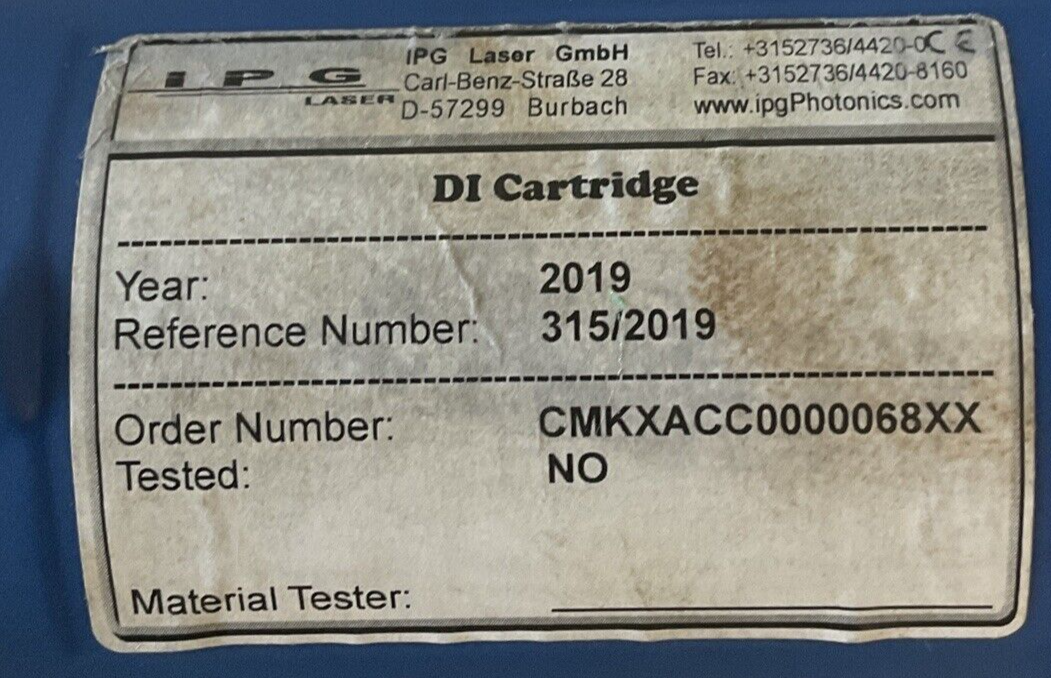 IPG
LASER
IPG Laser GmbH
Carl-Benz-Straße 28
D-57299 Burbach
Tel.: +3152736/4420-0 CE
Fax: +3152736/4420-8160
www.ipgPhotonics.com
DI Cartridge
Year: 2019
Reference Number: 315/2019
Order Number: CMKXACC0000068XX
Tested: NO
Material Tester: